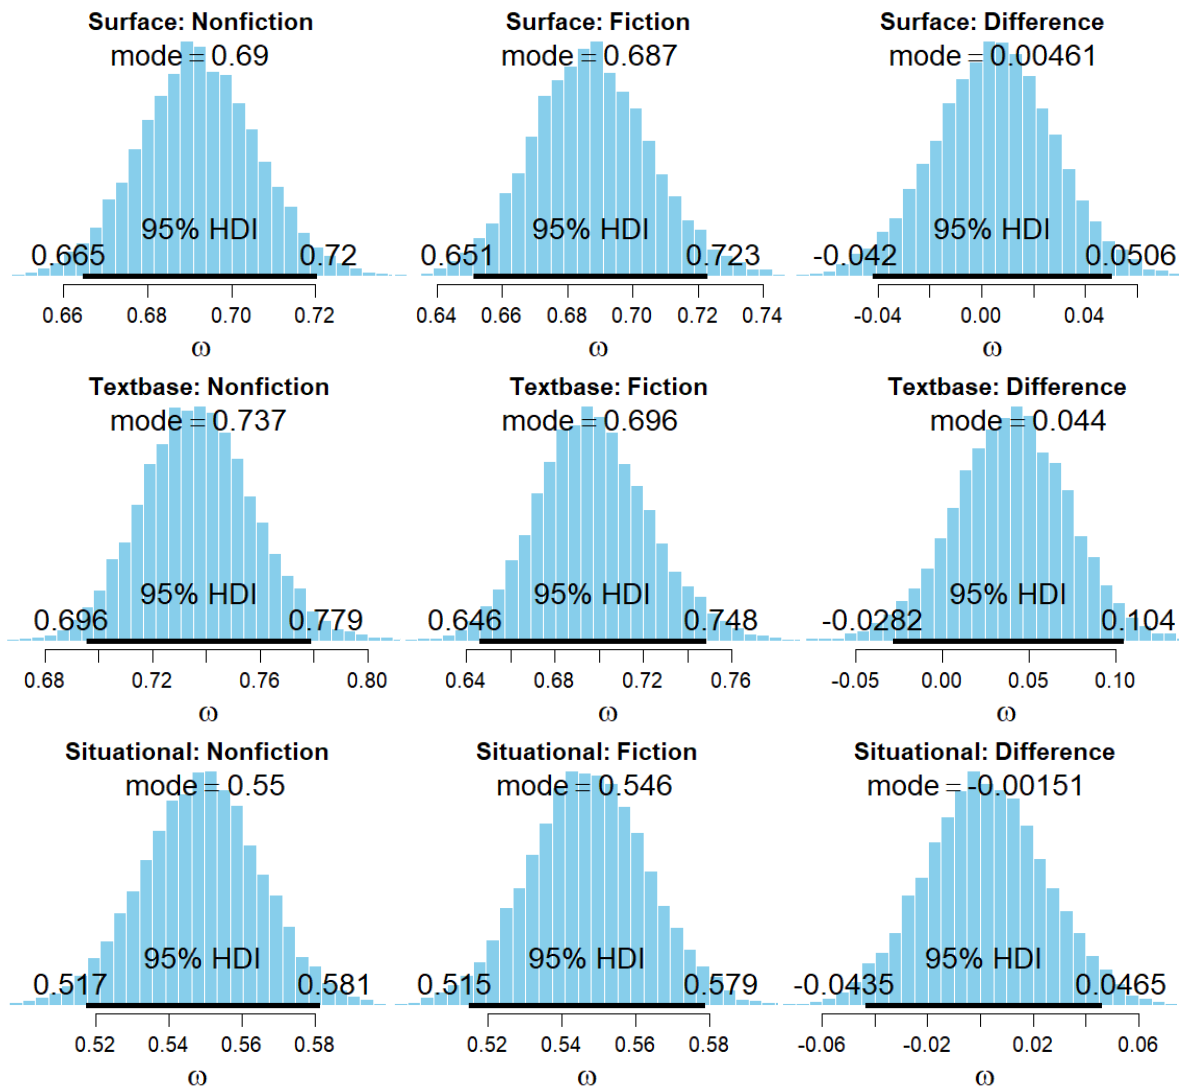 Surface: Nonfiction
mode = 0.69
95% HDI
0.665 0.72
0.66 0.68 0.70 0.72
ω
Surface: Fiction
mode = 0.687
95% HDI
0.651 0.723
0.64 0.66 0.68 0.70 0.72 0.74
ω
Surface: Difference
mode = 0.00461
95% HDI
-0.042 0.0506
-0.04 0.00 0.04
ω
Textbase: Nonfiction
mode = 0.737
95% HDI
0.696 0.779
0.68 0.72 0.76 0.80
ω
Textbase: Fiction
mode = 0.696
95% HDI
0.646 0.748
0.64 0.68 0.72 0.76
ω
Textbase: Difference
mode = 0.044
95% HDI
-0.0282 0.104
-0.05 0.00 0.05 0.10
ω
Situational: Nonfiction
mode = 0.55
95% HDI
0.517 0.581
0.52 0.54 0.56 0.58
ω
Situational: Fiction
mode = 0.546
95% HDI
0.515 0.579
0.52 0.54 0.56 0.58
ω
Situational: Difference
mode = -0.00151
95% HDI
-0.0435 0.0465
-0.06 -0.02 0.02 0.06
ω